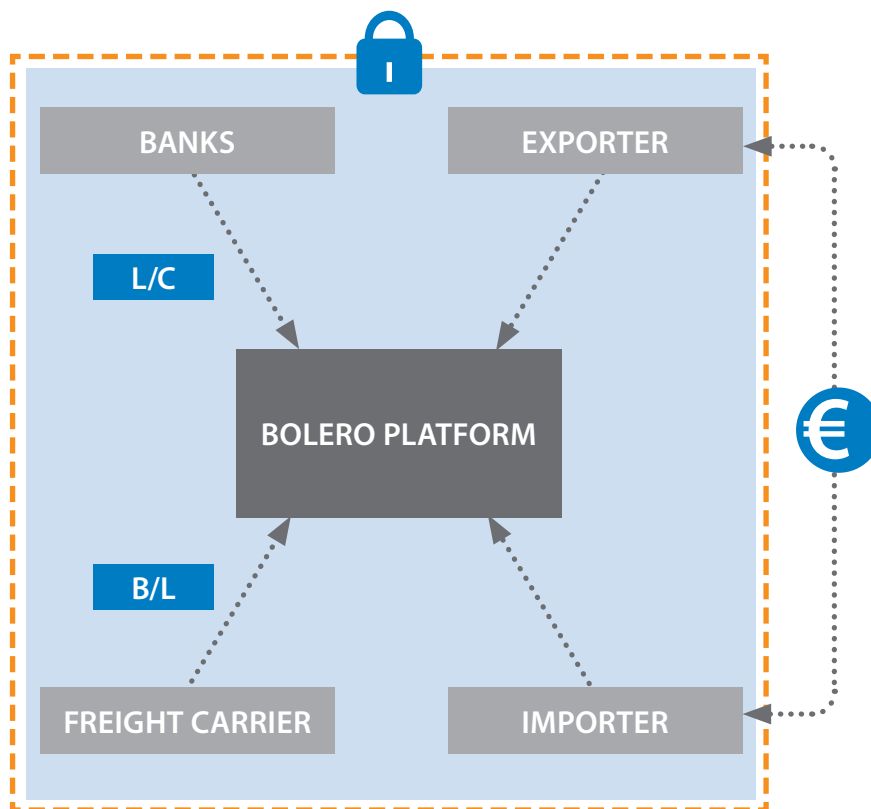 BANKS
EXPORTER
L/C
BOLERO PLATFORM
€
B/L
FREIGHT CARRIER
IMPORTER